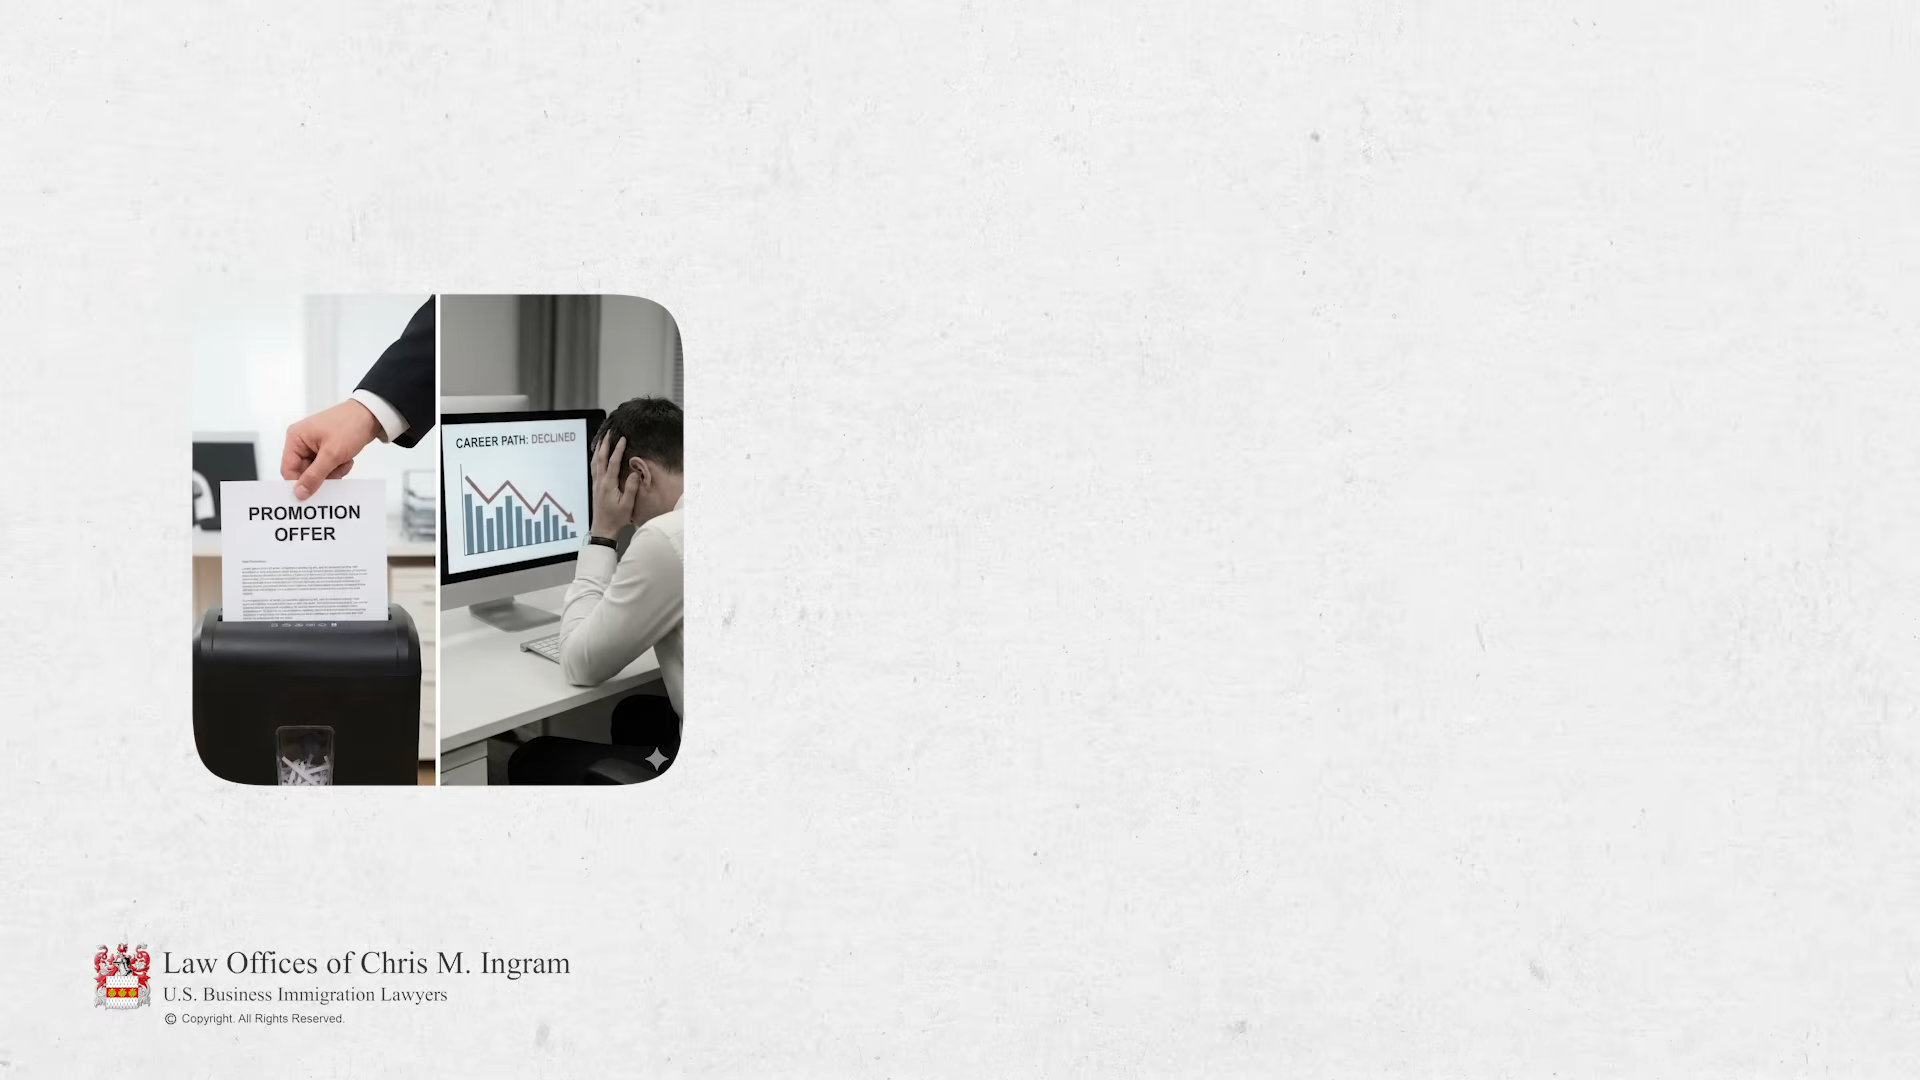 PROMOTION
OFFER
CAREER PATH: DECLINED
Law Offices of Chris M. Ingram
U.S. Business Immigration Lawyers
© Copyright. All Rights Reserved.